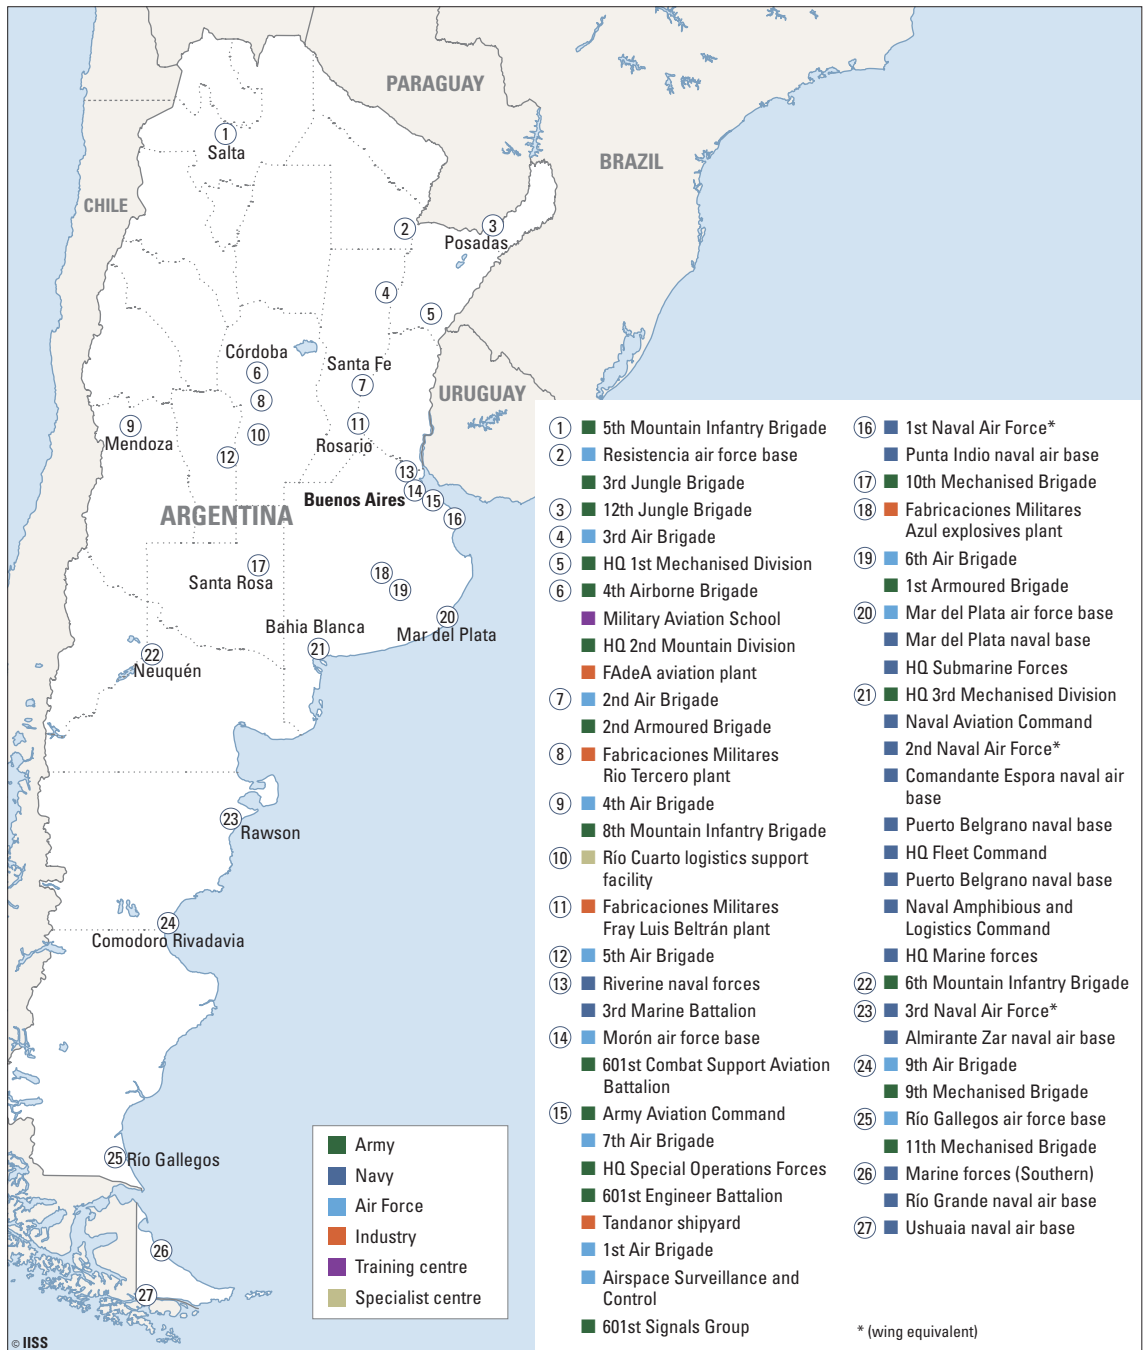 PARAGUAY
BRAZIL
CHILE
URUGUAY
ARGENTINA
1
Salta
2
3
Posadas
4
5
Córdoba
6
Santa Fe
7
8
9
Mendoza
10
11
Rosario
12
13
Buenos Aires
14
15
16
17
Santa Rosa
18
19
20
Mar del Plata
Bahia Blanca
21
22
Neuquén
23
Rawson
24
Comodoro Rivadavia
25 Río Gallegos
26
27
Army
Navy
Air Force
Industry
Training centre
Specialist centre
© IISS
1 5th Mountain Infantry Brigade
2 Resistencia air force base
3rd Jungle Brigade
3 12th Jungle Brigade
4 3rd Air Brigade
5 HQ 1st Mechanised Division
6 4th Airborne Brigade
Military Aviation School
HQ 2nd Mountain Division
FAdeA aviation plant
7 2nd Air Brigade
2nd Armoured Brigade
8 Fabricaciones Militares
Rio Tercero plant
9 4th Air Brigade
8th Mountain Infantry Brigade
10 Río Cuarto logistics support
facility
11 Fabricaciones Militares
Fray Luis Beltrán plant
12 5th Air Brigade
13 Riverine naval forces
3rd Marine Battalion
14 Morón air force base
601st Combat Support Aviation
Battalion
15 Army Aviation Command
7th Air Brigade
HQ Special Operations Forces
601st Engineer Battalion
Tandanor shipyard
1st Air Brigade
Airspace Surveillance and
Control
601st Signals Group
16 1st Naval Air Force*
Punta Indio naval air base
17 10th Mechanised Brigade
18 Fabricaciones Militares
Azul explosives plant
19 6th Air Brigade
1st Armoured Brigade
20 Mar del Plata air force base
Mar del Plata naval base
HQ Submarine Forces
21 HQ 3rd Mechanised Division
Naval Aviation Command
2nd Naval Air Force*
Comandante Espora naval air
base
Puerto Belgrano naval base
HQ Fleet Command
Puerto Belgrano naval base
Naval Amphibious and
Logistics Command
HQ Marine forces
22 6th Mountain Infantry Brigade
23 3rd Naval Air Force*
Almirante Zar naval air base
24 9th Air Brigade
9th Mechanised Brigade
25 Río Gallegos air force base
11th Mechanised Brigade
26 Marine forces (Southern)
Río Grande naval air base
27 Ushuaia naval air base
* (wing equivalent)